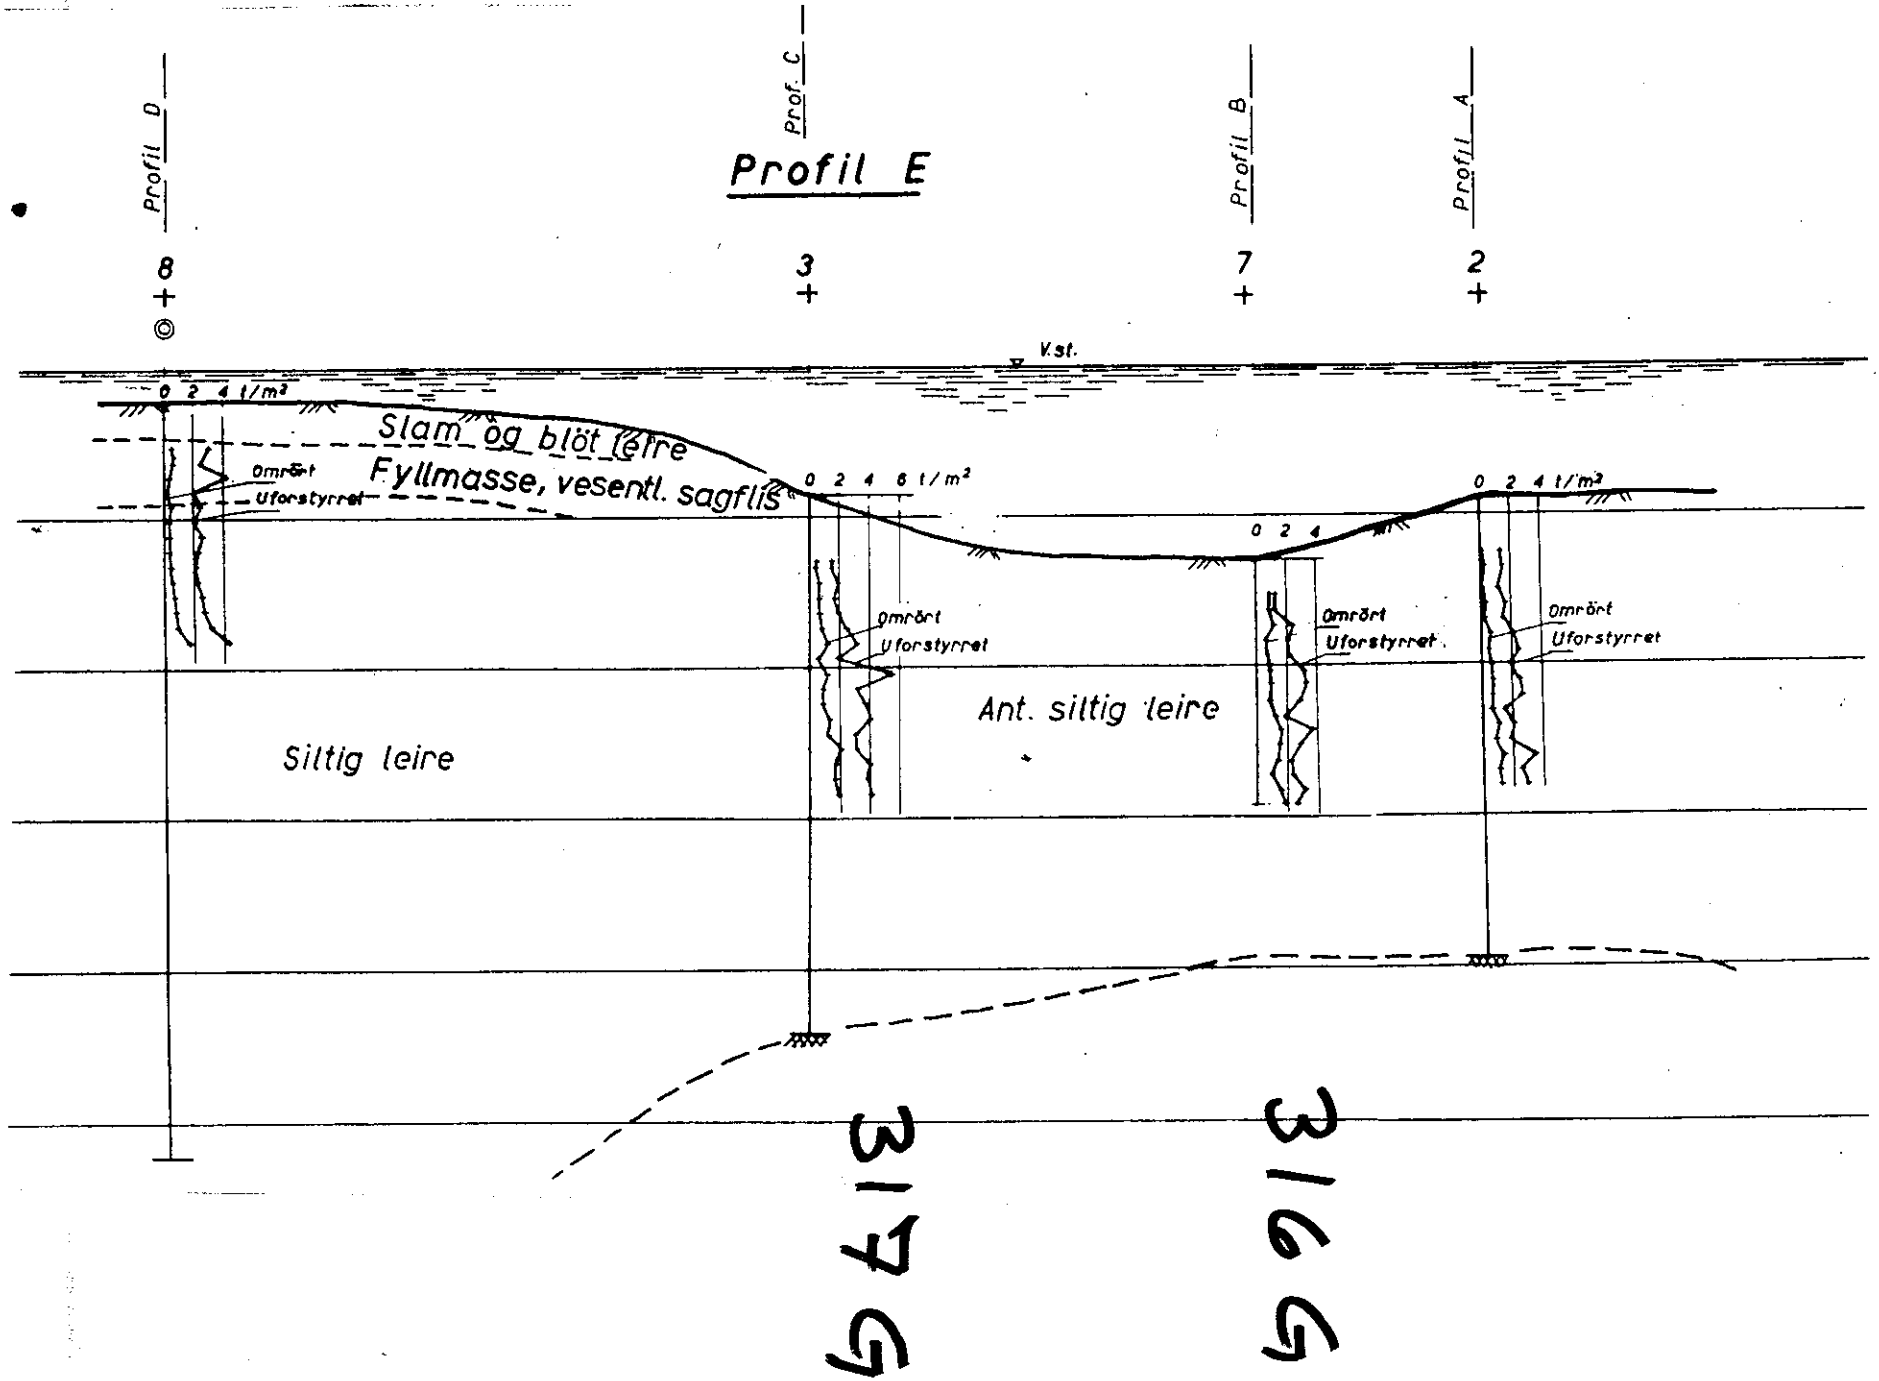 Profil D
Prof. C
Profil B
Profil A
Profil E
8
3
7
2
V.st.
0 2 4 t/m²
Slam og blöt leire
Omrört
Fyllmasse, vesentl. sagflis
Uforstyrret
0 2 4 6 t/m²
0 2 4 t/m²
0 2 4
Omrört
Uforstyrret
Omrört
Uforstyrret
Omrört
Uforstyrret
Ant. siltig leire
Siltig leire
317G
316G